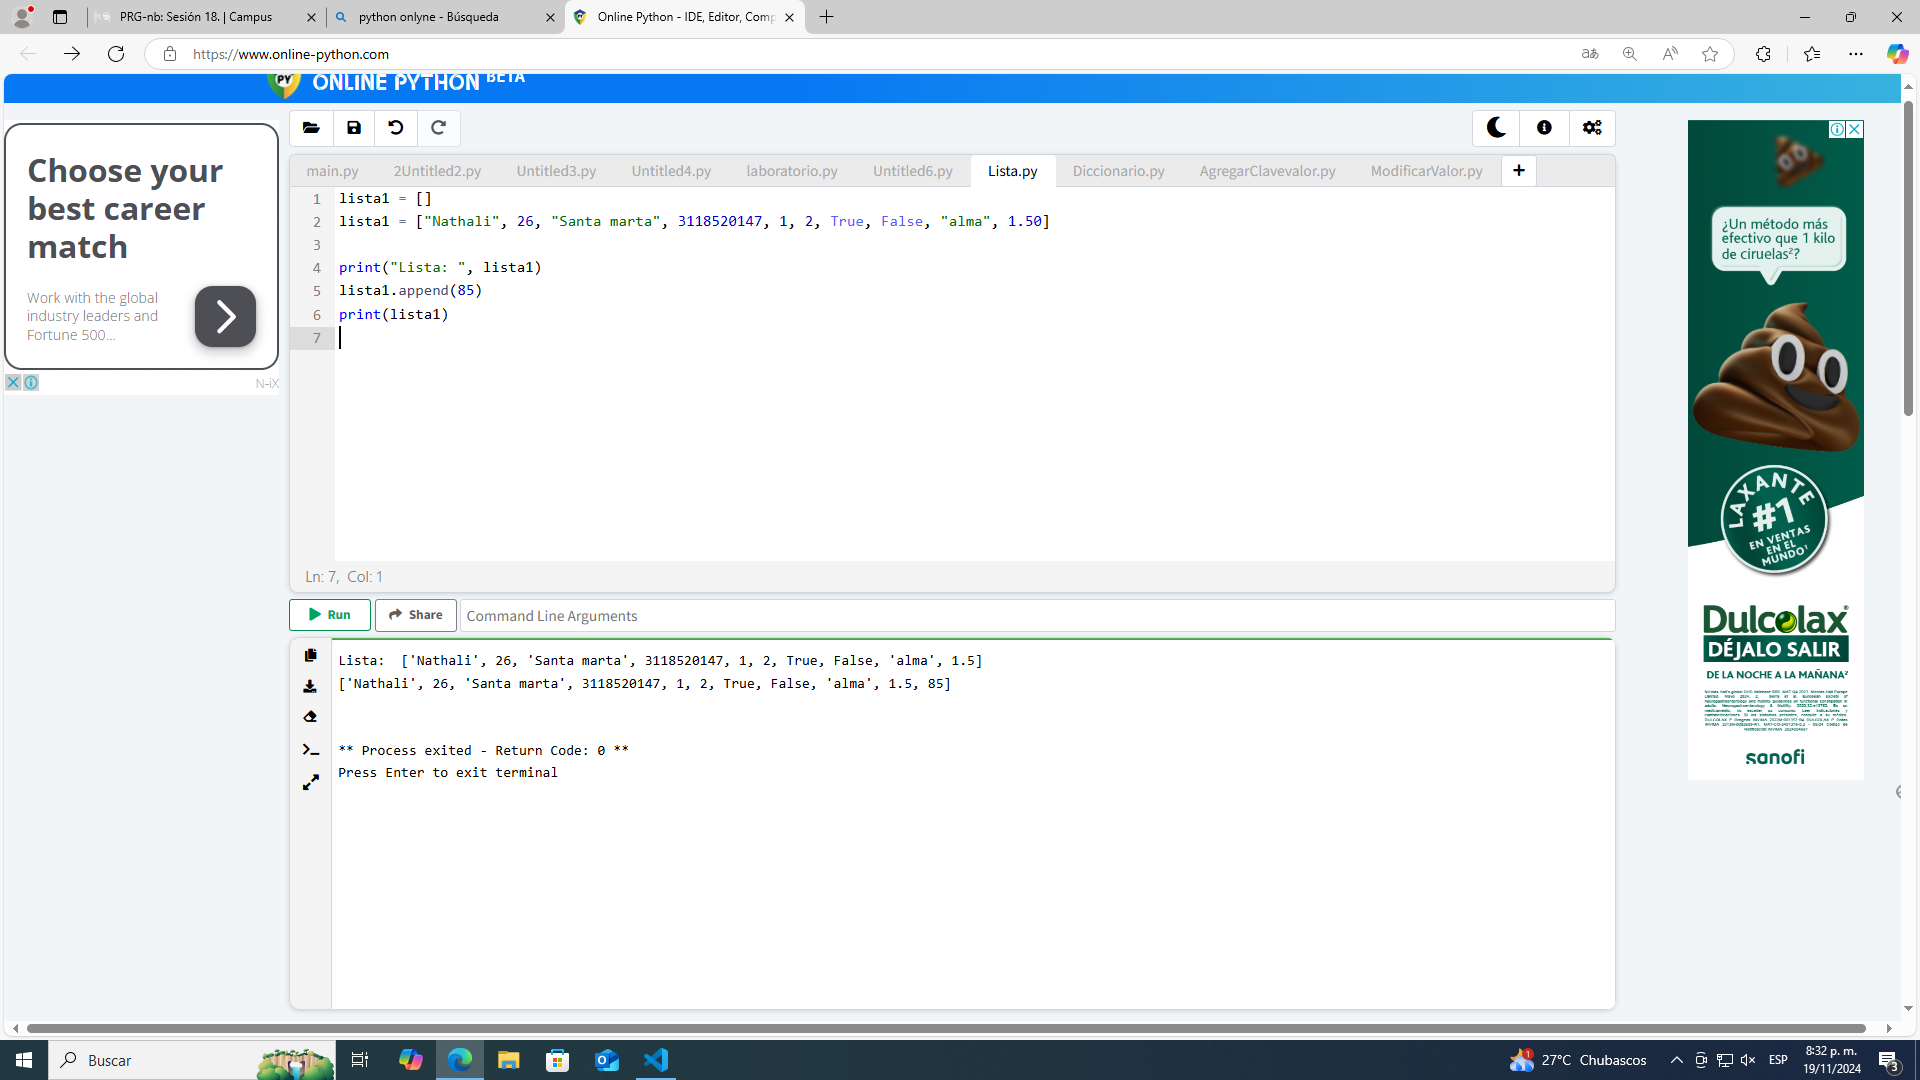 PRG-nb: Sesión 18. | Campus
python onlyne - Búsqueda
Online Python - IDE, Editor, Comp
https://www.online-python.com
ONLINE PYTHON BETA
Choose your
best career
match
Work with the global
industry leaders and
Fortune 500...
N-iX
main.py
2Untitled2.py
Untitled3.py
Untitled4.py
laboratorio.py
Untitled6.py
Lista.py
Diccionario.py
AgregarClavevalor.py
ModificarValor.py
+
1 lista1 = []
2 lista1 = ["Nathali", 26, "Santa marta", 3118520147, 1, 2, True, False, "alma", 1.50]
3
4 print("Lista: ", lista1)
5 lista1.append(85)
6 print(lista1)
7
Ln: 7, Col: 1
Run
Share
Command Line Arguments
Lista:  ['Nathali', 26, 'Santa marta', 3118520147, 1, 2, True, False, 'alma', 1.5]
['Nathali', 26, 'Santa marta', 3118520147, 1, 2, True, False, 'alma', 1.5, 85]
** Process exited - Return Code: 0 **
Press Enter to exit terminal
¿Un método más
efectivo que 1 kilo
de ciruelas²?
LAXANTE
#1
EN VENTAS
EN EL
MUNDO¹
Dulcolax®
DÉJALO SALIR
DE LA NOCHE A LA MAÑANA²
sanofi
Buscar
27°C Chubascos
ESP
8:32 p. m.
19/11/2024
3